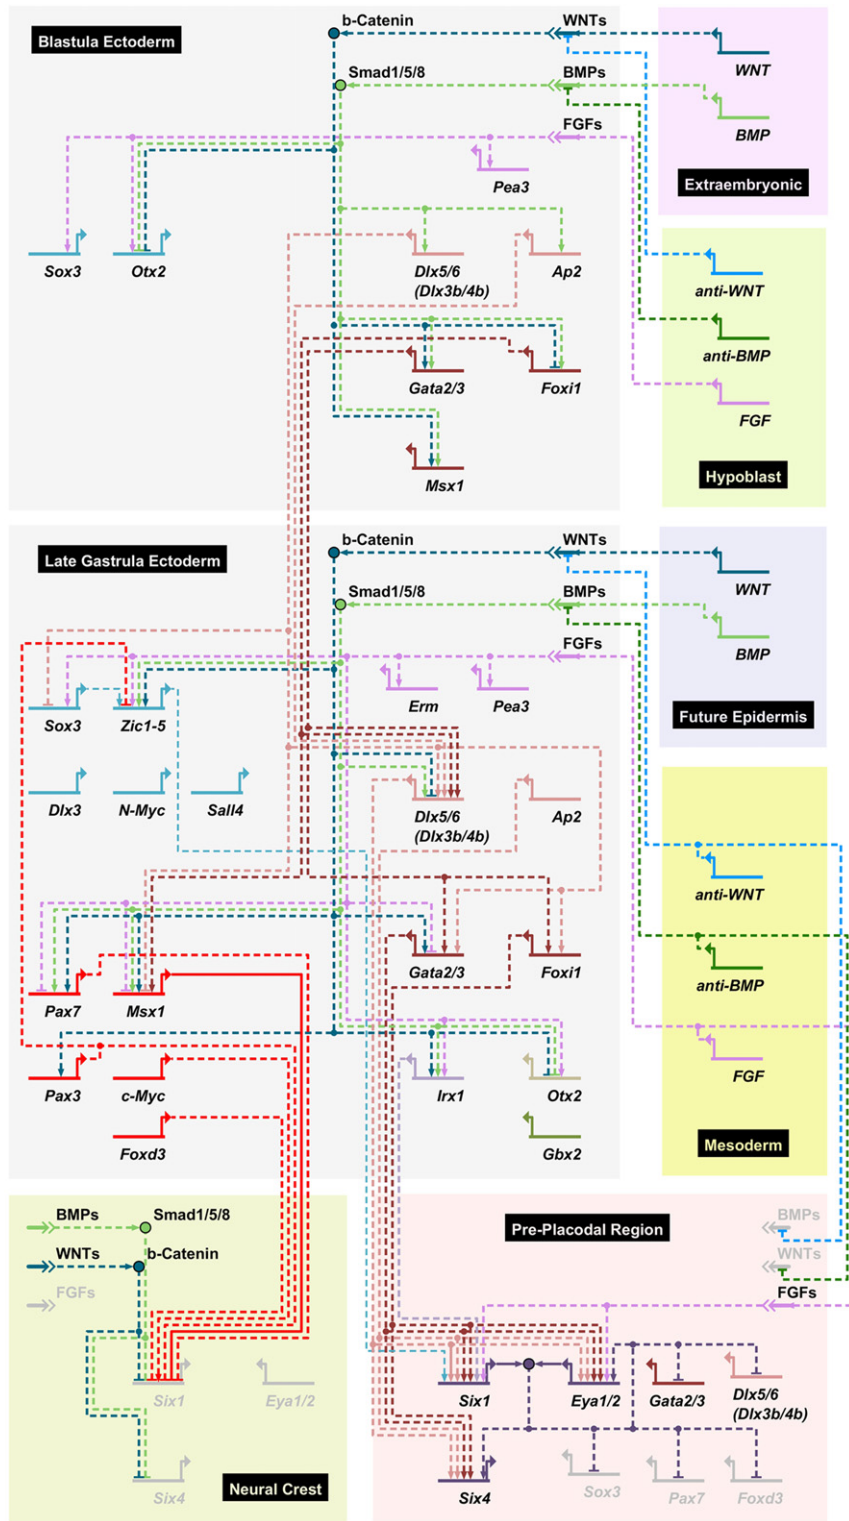 b-Catenin WNTs
Blastula Ectoderm
WNT
Smad1/5/8 BMPs
BMP
FGFs
Pea3
Extraembryonic
Sox3 Otx2 Dlx5/6 Ap2
(Dlx3b/4b)
anti-WNT
anti-BMP
Gata2/3 Foxi1
FGF
Hypoblast
Msx1
b-Catenin WNTs
Late Gastrula Ectoderm
WNT
Smad1/5/8 BMPs
BMP
FGFs
Erm Pea3
Sox3 Zic1-5
Future Epidermis
Dlx3 N-Myc Sall4 Dlx5/6 Ap2
(Dlx3b/4b)
anti-WNT
Gata2/3 Foxi1
anti-BMP
Pax7 Msx1
FGF
Pax3 c-Myc Irx1 Otx2
Foxd3 Gbx2
Mesoderm
BMPs Smad1/5/8
BMPs
Pre-Placodal Region
WNTs b-Catenin
WNTs
FGFs
FGFs
Six1 Eya1/2
Six1 Eya1/2 Gata2/3 Dlx5/6
(Dlx3b/4b)
Six4
Neural Crest
Six4 Sox3 Pax7 Foxd3